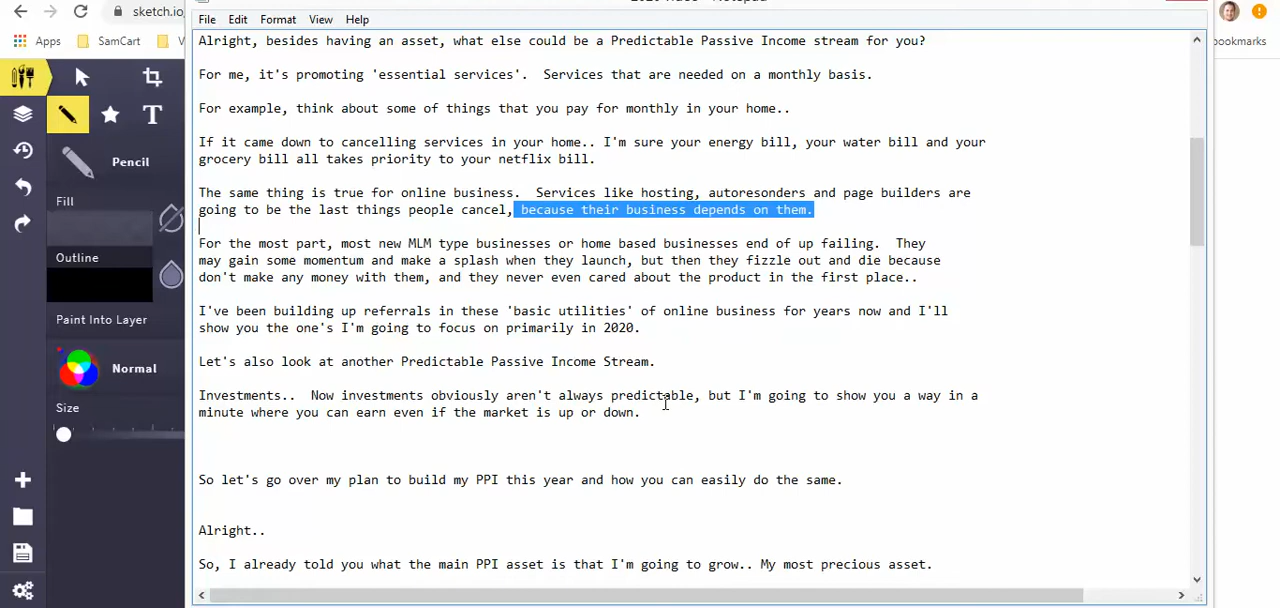 sketch.io
Apps
SamCart
File Edit Format View Help
bookmarks
Alright, besides having an asset, what else could be a Predictable Passive Income stream for you?
For me, it's promoting 'essential services'.  Services that are needed on a monthly basis.
For example, think about some of things that you pay for monthly in your home..
If it came down to cancelling services in your home.. I'm sure your energy bill, your water bill and your
grocery bill all takes priority to your netflix bill.
The same thing is true for online business.  Services like hosting, autoresonders and page builders are
going to be the last things people cancel, because their business depends on them.
For the most part, most new MLM type businesses or home based businesses end of up failing.  They
may gain some momentum and make a splash when they launch, but then they fizzle out and die because
don't make any money with them, and they never even cared about the product in the first place..
I've been building up referrals in these 'basic utilities' of online business for years now and I'll
show you the one's I'm going to focus on primarily in 2020.
Let's also look at another Predictable Passive Income Stream.
Investments..  Now investments obviously aren't always predictable, but I'm going to show you a way in a
minute where you can earn even if the market is up or down.
So let's go over my plan to build my PPI this year and how you can easily do the same.
Alright..
So, I already told you what the main PPI asset is that I'm going to grow.. My most precious asset.
Pencil
Fill
Outline
Paint Into Layer
Normal
Size